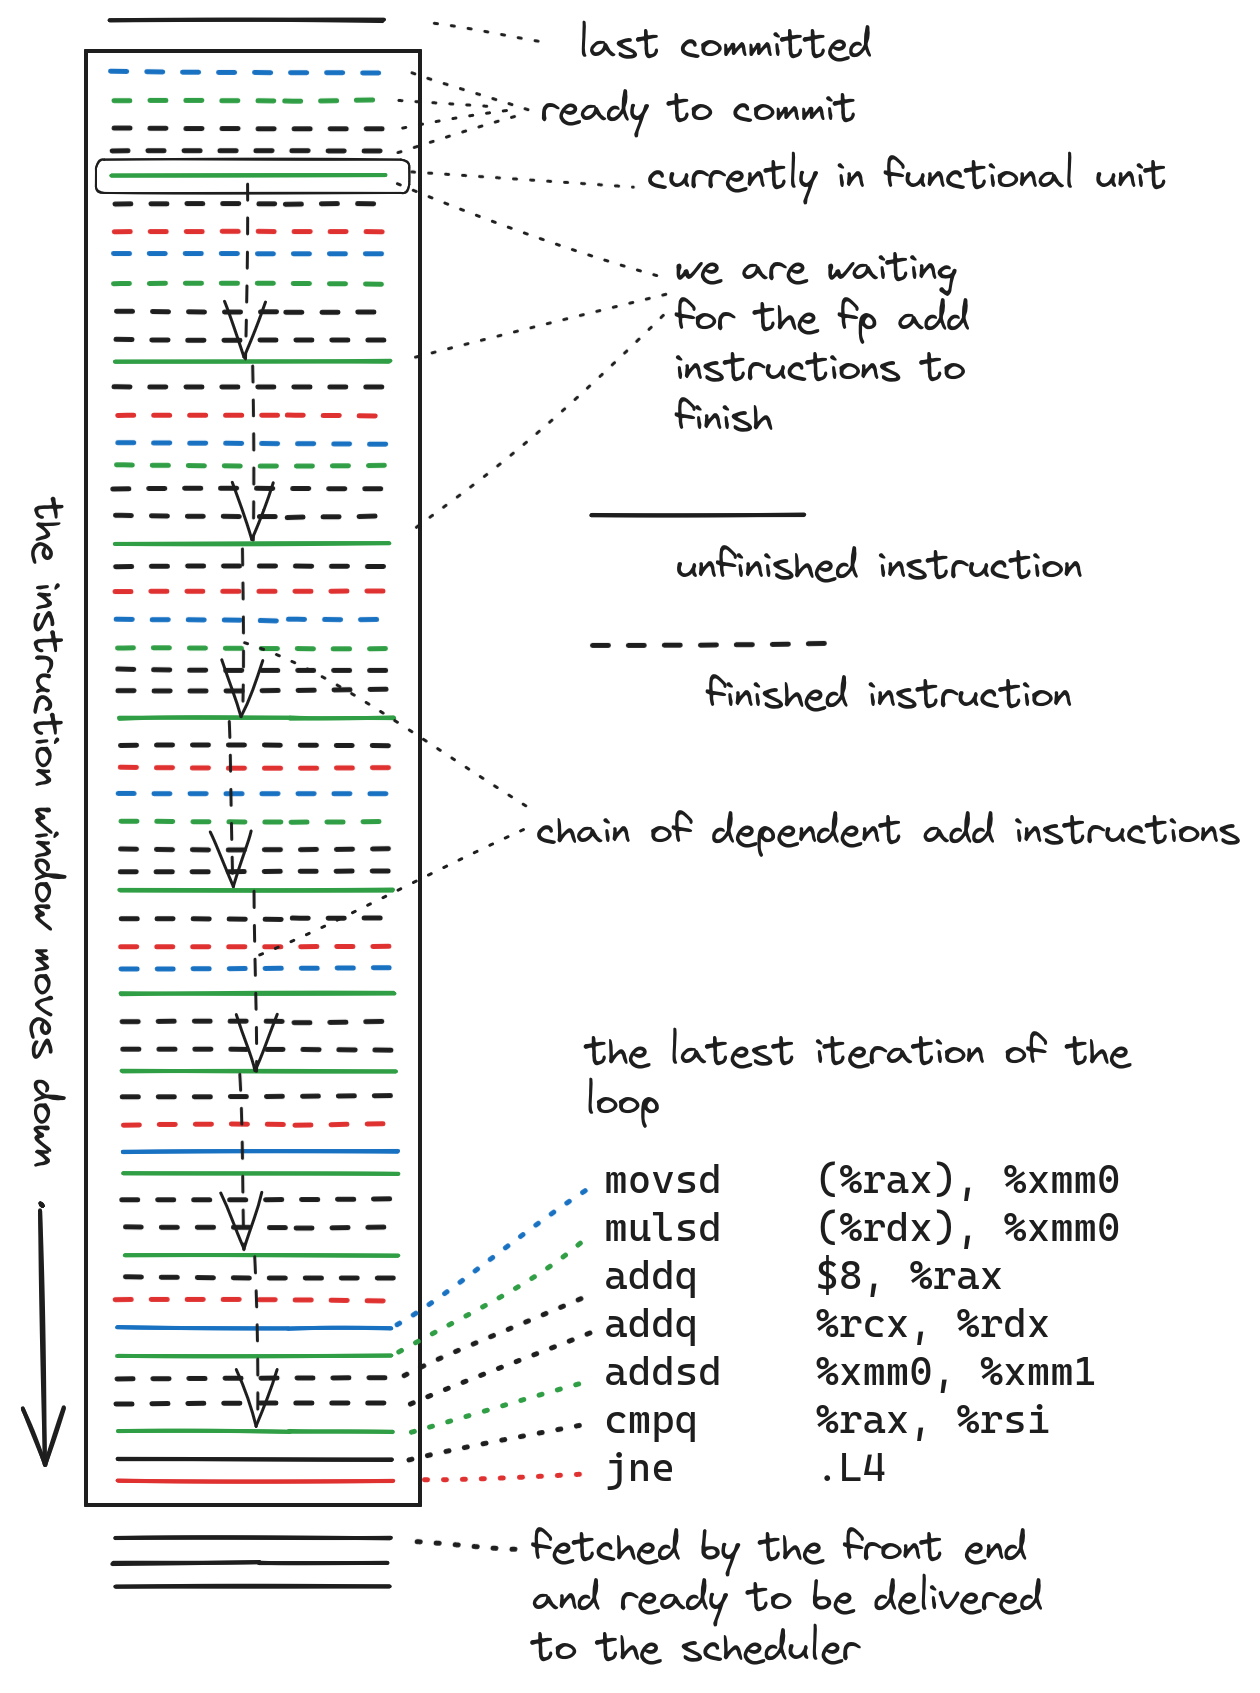 last committed
ready to commit
currently in functional unit
we are waiting
for the fp add
instructions to
finish
unfinished instruction
finished instruction
the instruction window moves down
chain of dependent add instructions
the latest iteration of the
loop
movsd (%rax), %xmm0
mulsd (%rdx), %xmm0
addq $8, %rax
addq %rcx, %rdx
addsd %xmm0, %xmm1
cmpq %rax, %rsi
jne .L4
fetched by the front end
and ready to be delivered
to the scheduler